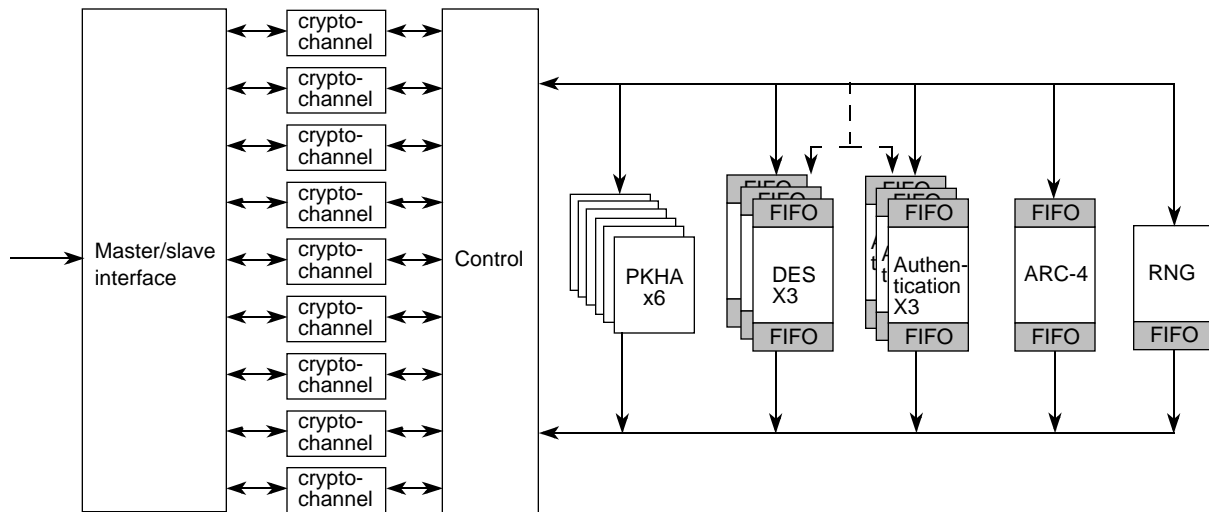 crypto-
channel
crypto-
channel
crypto-
channel
crypto-
channel
crypto-
channel
crypto-
channel
crypto-
channel
crypto-
channel
crypto-
channel
Master/slave
interface
Control
PKHA
x6
FIFO
FIFO
DES
X3
FIFO
FIFO
FIFO
A
t
A
t
Authen-
tication
X3
FIFO
FIFO
ARC-4
FIFO
RNG
FIFO